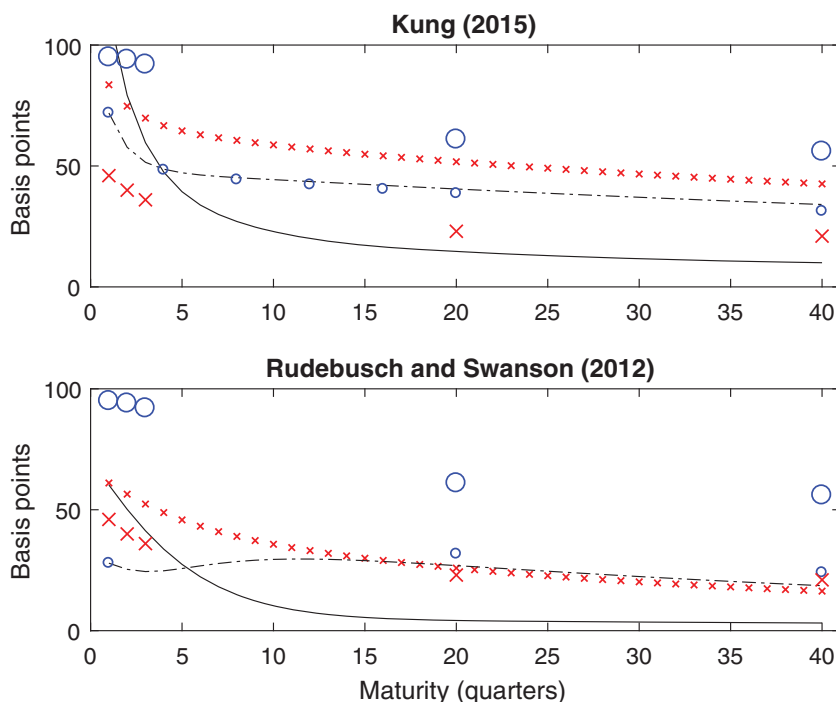 Kung (2015)
100
50
0
Basis points
0 5 10 15 20 25 30 35 40
Rudebusch and Swanson (2012)
100
50
0
Basis points
0 5 10 15 20 25 30 35 40
Maturity (quarters)